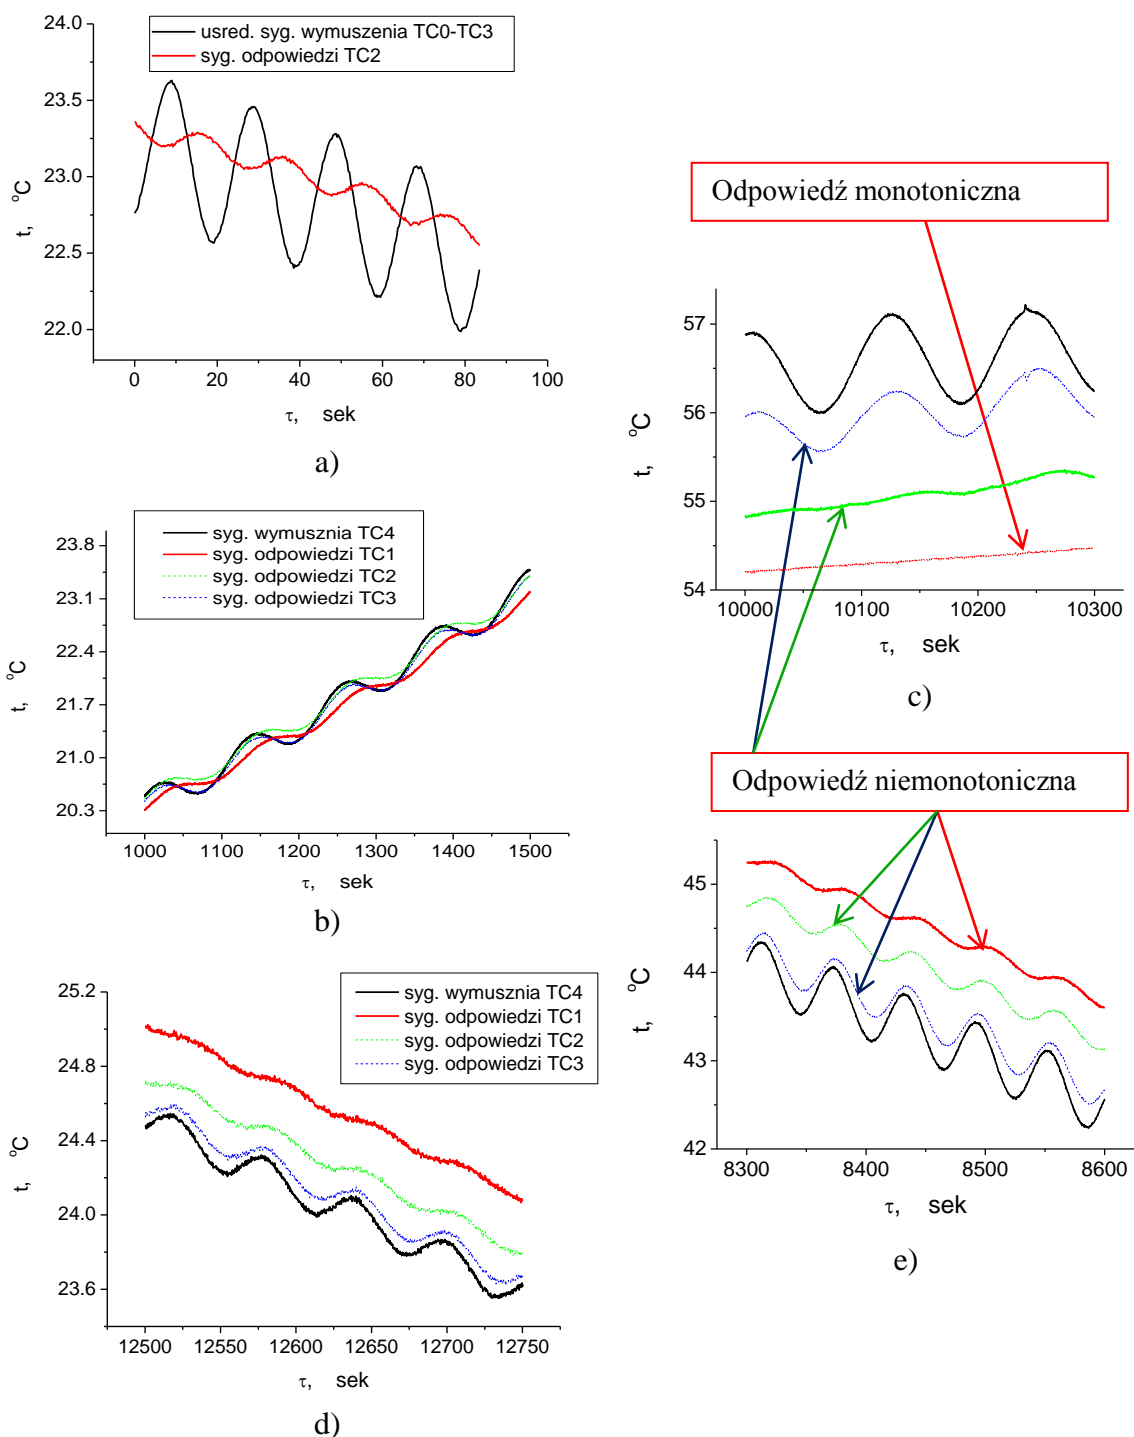 24.0
23.5
23.0
22.5
22.0
t, °C
usred. syg. wymuszenia TC0-TC3
syg. odpowiedzi TC2
0 20 40 60 80 100
τ, sek
a)
23.8
23.1
22.4
21.7
21.0
20.3
t, °C
syg. wymusznia TC4
syg. odpowiedzi TC1
syg. odpowiedzi TC2
syg. odpowiedzi TC3
1000 1100 1200 1300 1400 1500
τ, sek
b)
25.2
24.8
24.4
24.0
23.6
t, °C
syg. wymusznia TC4
syg. odpowiedzi TC1
syg. odpowiedzi TC2
syg. odpowiedzi TC3
12500 12550 12600 12650 12700 12750
τ, sek
d)
Odpowiedź monotoniczna
57
56
55
54
t, °C
10000 10100 10200 10300
τ, sek
c)
Odpowiedź niemonotoniczna
45
44
43
42
t, °C
8300 8400 8500 8600
τ, sek
e)